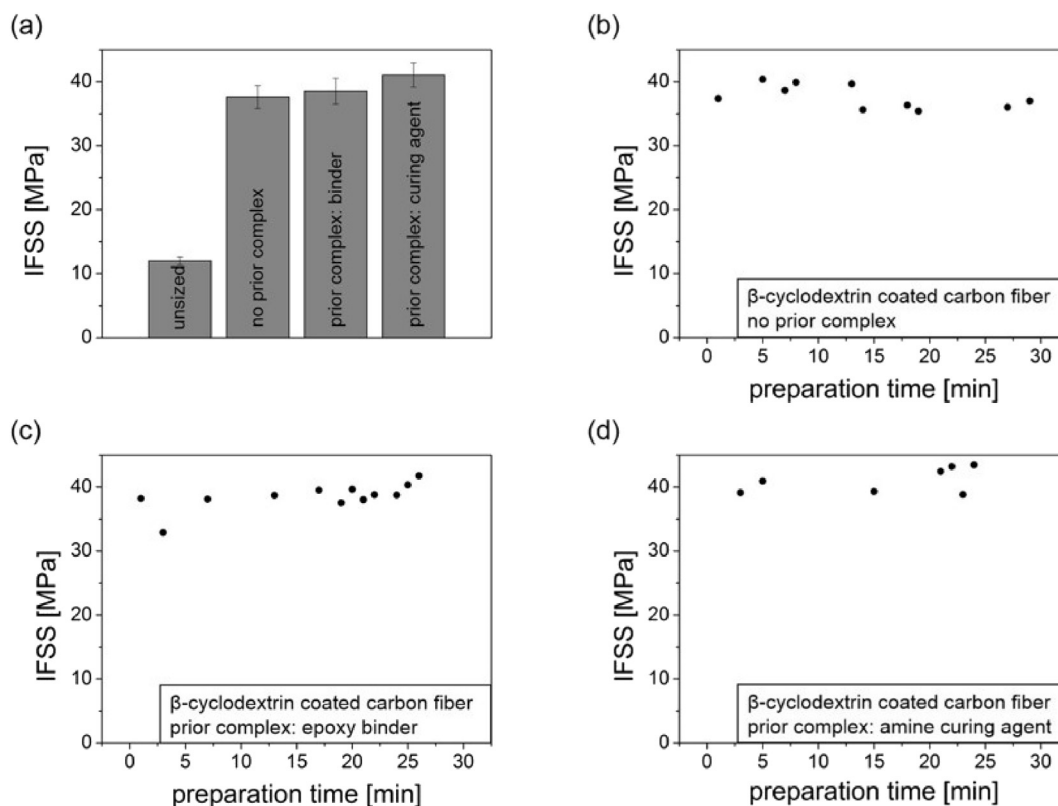 (a)
IFSS [MPa]
40
30
20
10
0
unsized
no prior complex
prior complex: binder
prior complex: curing agent
(b)
IFSS [MPa]
40
30
20
10
0
β-cyclodextrin coated carbon fiber
no prior complex
0 5 10 15 20 25 30
preparation time [min]
(c)
IFSS [MPa]
40
30
20
10
0
β-cyclodextrin coated carbon fiber
prior complex: epoxy binder
0 5 10 15 20 25 30
preparation time [min]
(d)
IFSS [MPa]
40
30
20
10
0
β-cyclodextrin coated carbon fiber
prior complex: amine curing agent
0 5 10 15 20 25 30
preparation time [min]